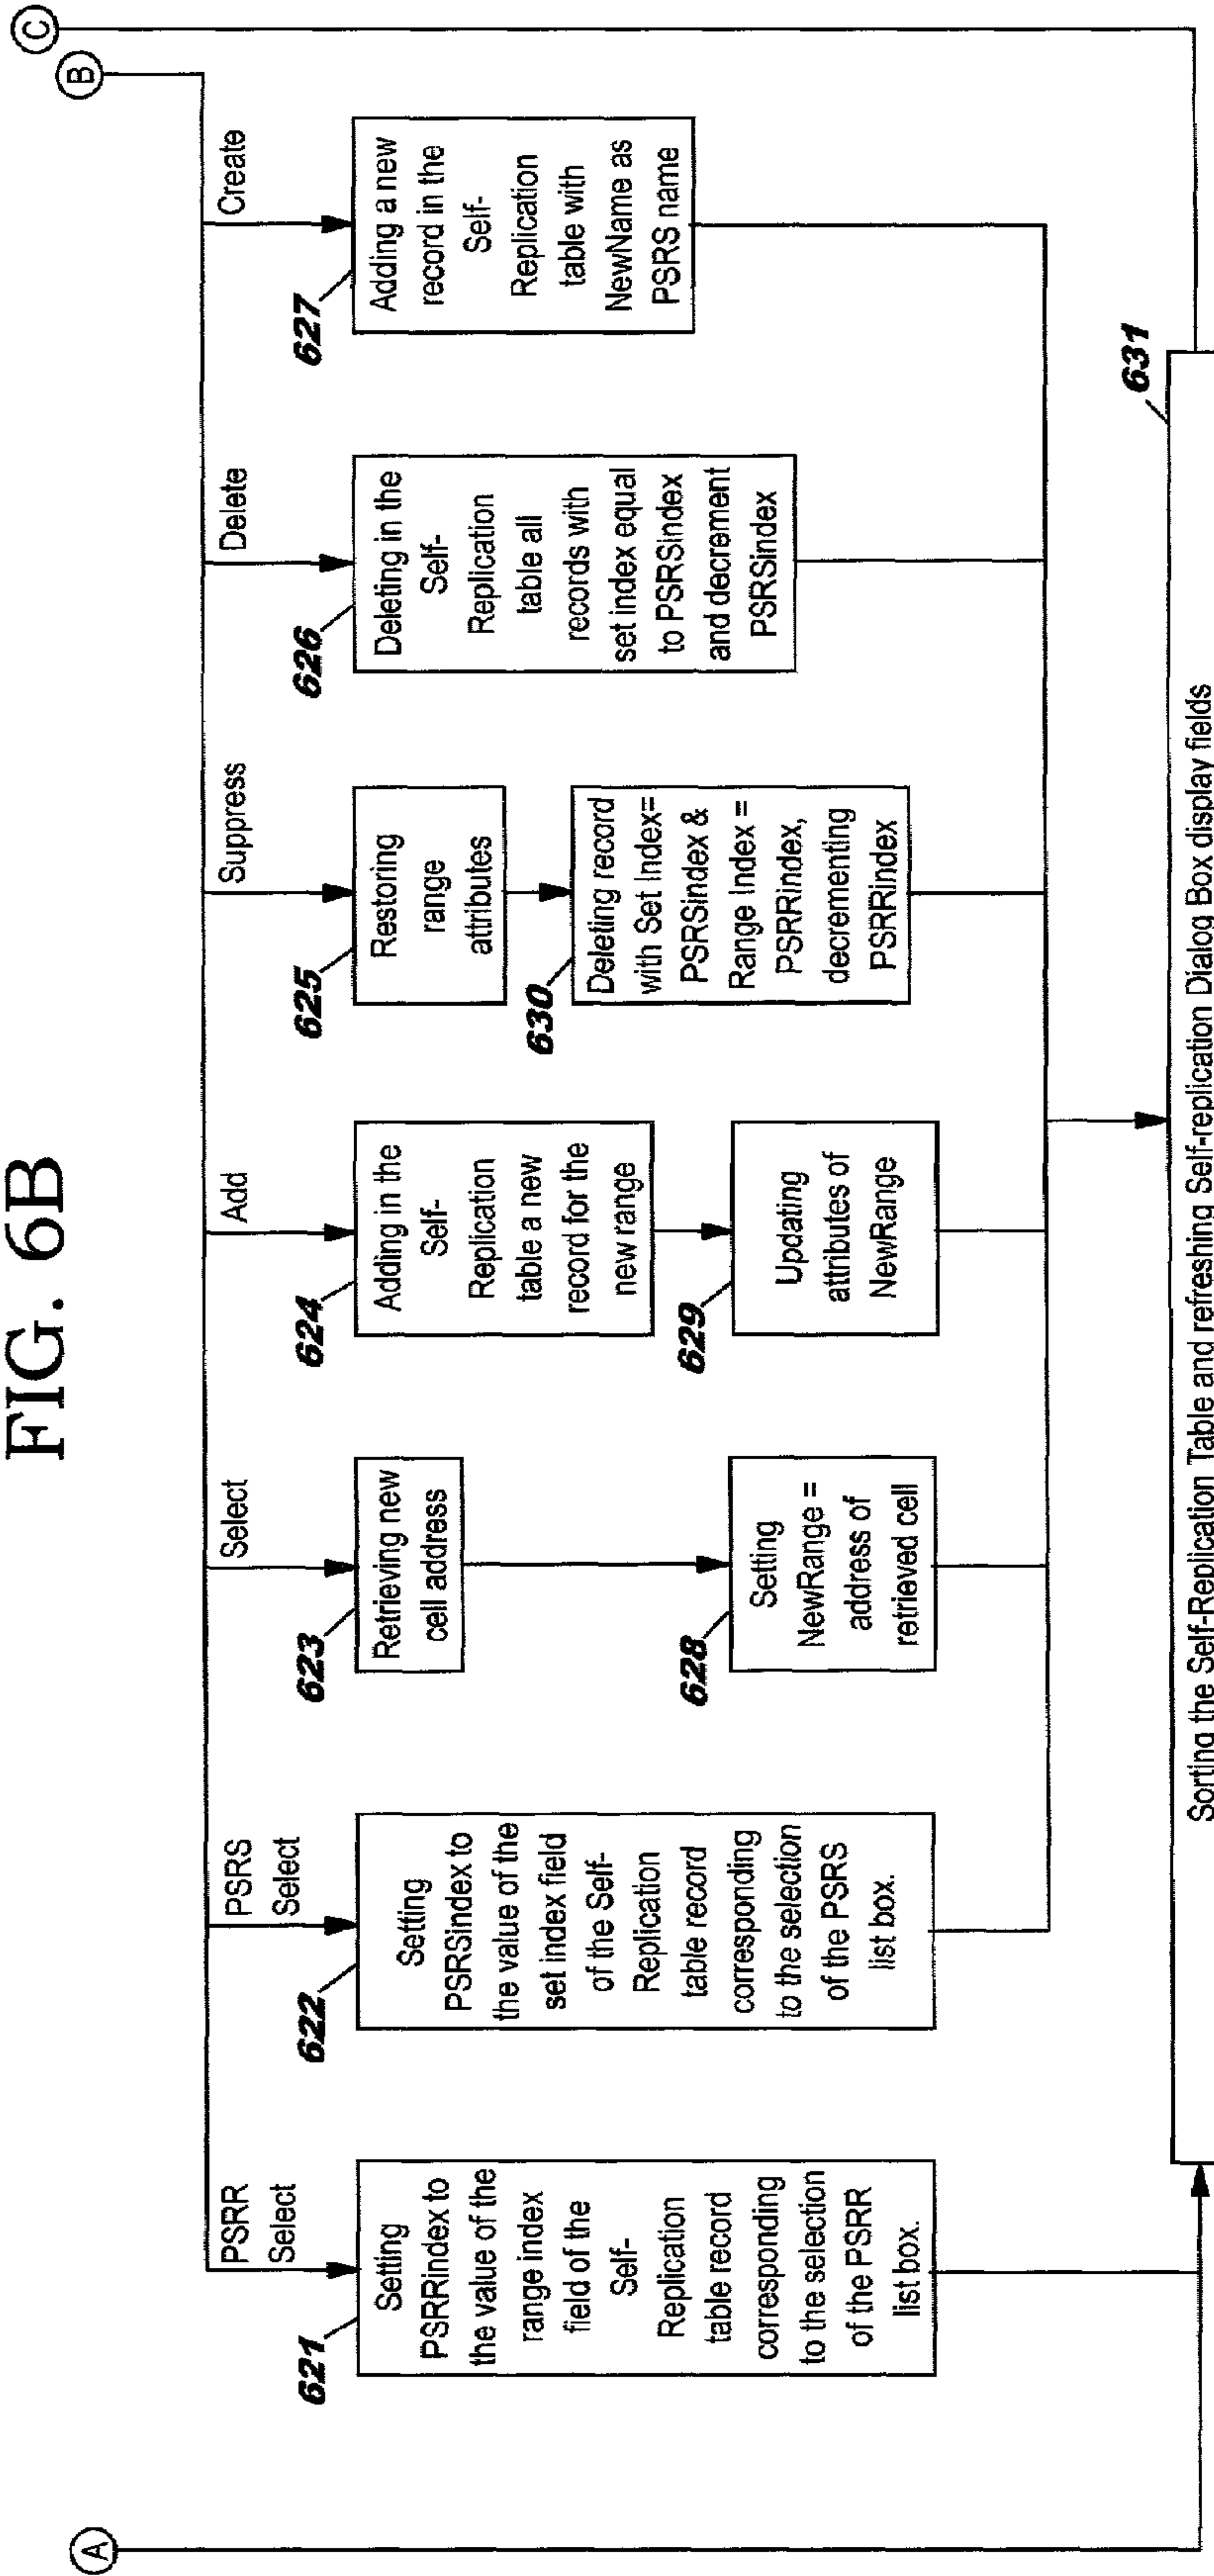 FIG. 6B
A
B
C
PSRR
Select
PSRS
Select
Select
Add
Suppress
Delete
Create
621
Setting
PSRRindex to
the value of the
range index
field of the
Self-
Replication
table record
corresponding
to the selection
of the PSRR
list box.
622
Setting
PSRSindex to
the value of the
set index field
of the Self-
Replication
table record
corresponding
to the selection
of the PSRS
list box.
623
Retrieving new
cell address
628
Setting
NewRange =
address of
retrieved cell
624
Adding in the
Self-
Replication
table a new
record for the
new range
629
Updating
attributes of
NewRange
625
Restoring
range
attributes
630
Deleting record
with Set Index=
PSRSindex &
Range Index =
PSRRindex,
decrementing
PSRRindex
626
Deleting in the
Self-
Replication
table all
records with
set index equal
to PSRSindex
and decrement
PSRSindex
627
Adding a new
record in the
Self-
Replication
table with
NewName as
PSRS name
631
Sorting the Self-Replication Table and refreshing Self-replication Dialog Box display fields